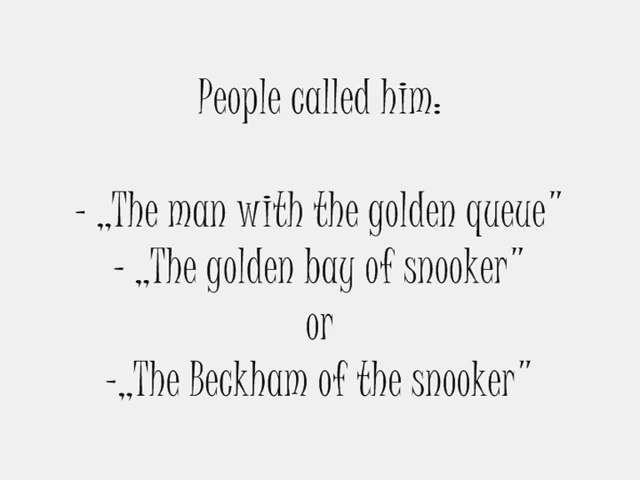 People called him:
- „The man with the golden queue”
- „The golden bay of snooker”
or
-„The Beckham of the snooker”